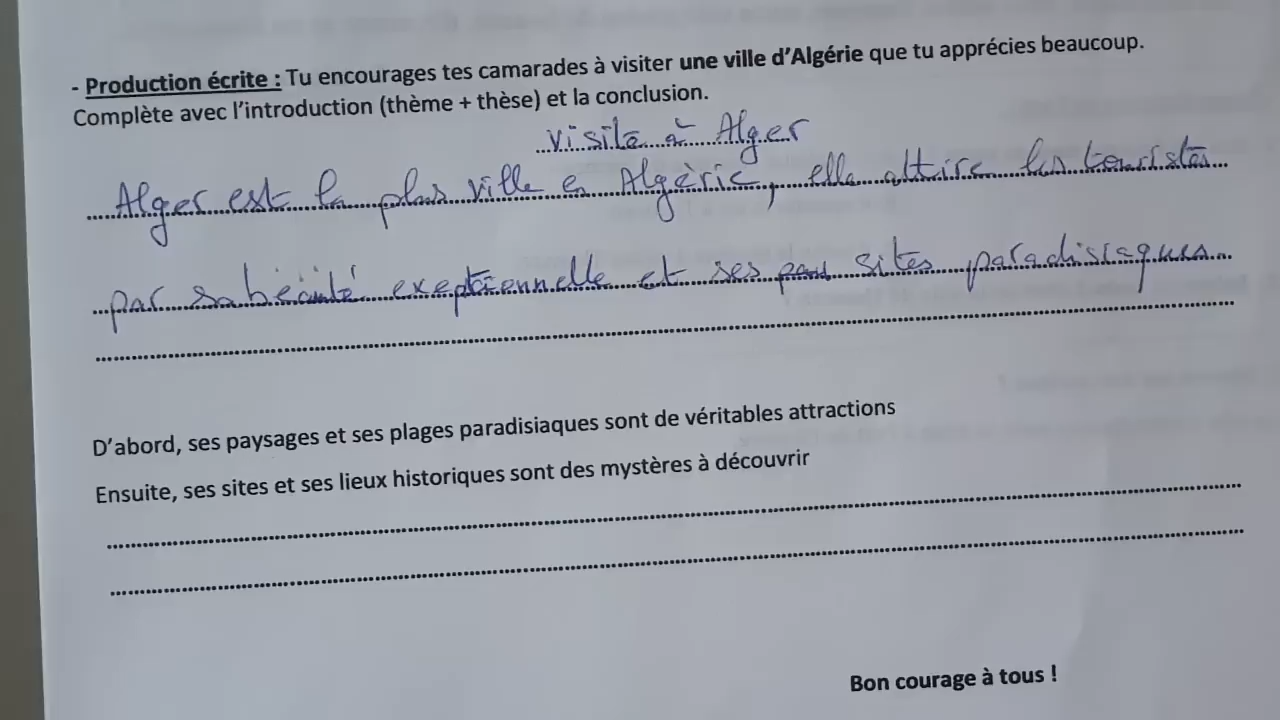 - Production écrite : Tu encourages tes camarades à visiter une ville d'Algérie que tu apprécies beaucoup.
Complète avec l'introduction (thème + thèse) et la conclusion.
visite à Alger
Alger est la plus ville en Algérie, elle attire les touristes
par sa béauté exeptionnelle et ses sites paradisiaques
D'abord, ses paysages et ses plages paradisiaques sont de véritables attractions
Ensuite, ses sites et ses lieux historiques sont des mystères à découvrir
Bon courage à tous !